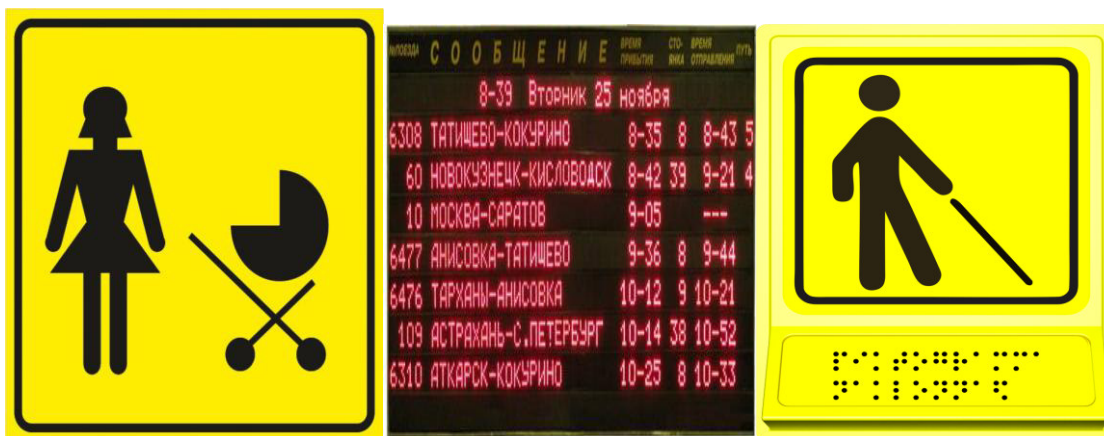 №ПОЕЗДА СООБЩЕНИЕ ВРЕМЯ СТО- ВРЕМЯ ПУТЬ
ПРИБЫТИЯ ЯНКА ОТПРАВЛЕНИЯ
8-39 Вторник 25 ноября
6308 ТАТИЩЕВО-КОКУРИНО 8-35 8 8-43 5
60 НОВОКУЗНЕЦК-КИСЛОВОДСК 8-42 39 9-21 4
10 МОСКВА-САРАТОВ 9-05 ---
6477 АНИСОВКА-ТАТИЩЕВО 9-36 8 9-44
6476 ТАРХАНЫ-АНИСОВКА 10-12 9 10-21
109 АСТРАХАНЬ-С.ПЕТЕРБУРГ 10-14 38 10-52
6310 АТКАРСК-КОКУРИНО 10-25 8 10-33